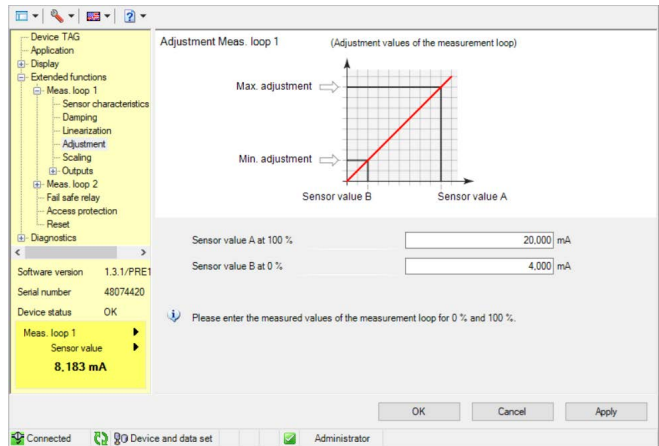 Device TAG
Application
Display
Extended functions
Meas. loop 1
Sensor characteristics
Damping
Linearization
Adjustment
Scaling
Outputs
Meas. loop 2
Fail safe relay
Access protection
Reset
Diagnostics
Software version 1.3.1/PRE1
Serial number 48074420
Device status OK
Meas. loop 1
Sensor value
8,183 mA
Adjustment Meas. loop 1 (Adjustment values of the measurement loop)
Max. adjustment
Min. adjustment
Sensor value B Sensor value A
Sensor value A at 100 % 20,000 mA
Sensor value B at 0 % 4,000 mA
Please enter the measured values of the measurement loop for 0 % and 100 %.
OK Cancel Apply
Connected Device and data set Administrator